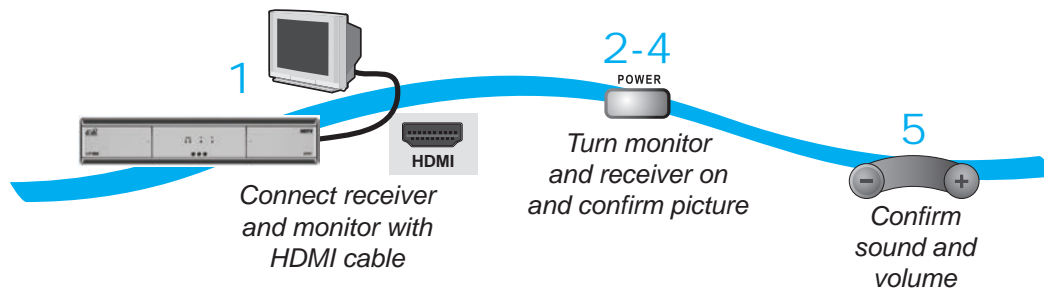 1
HDMI
Connect receiver
and monitor with
HDMI cable
2-4
POWER
Turn monitor
and receiver on
and confirm picture
5
Confirm
sound and
volume